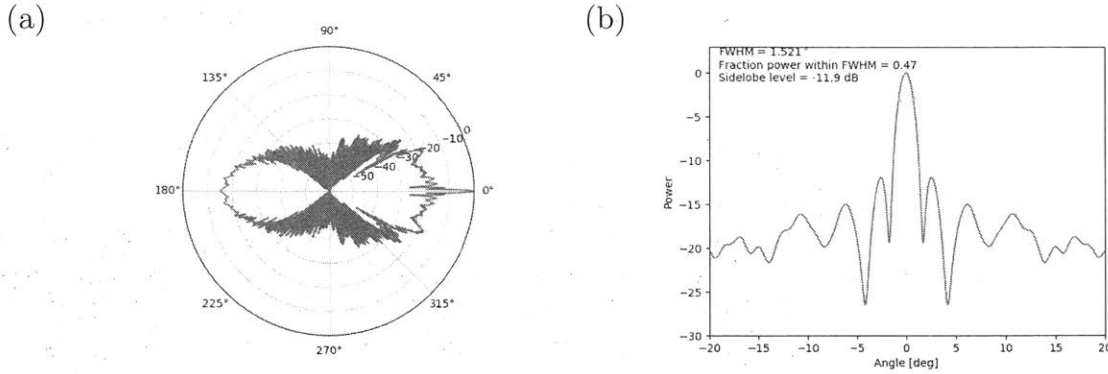 (a)
90°
135°
45°
0
-10
-20
-30
-40
-50
180°
0°
225°
315°
270°
(b)
FWHM = 1.521°
Fraction power within FWHM = 0.47
Sidelobe level = -11.9 dB
0
-5
-10
-15
-20
-25
-30
Power
-20 -15 -10 -5 0 5 10 15 20
Angle [deg]